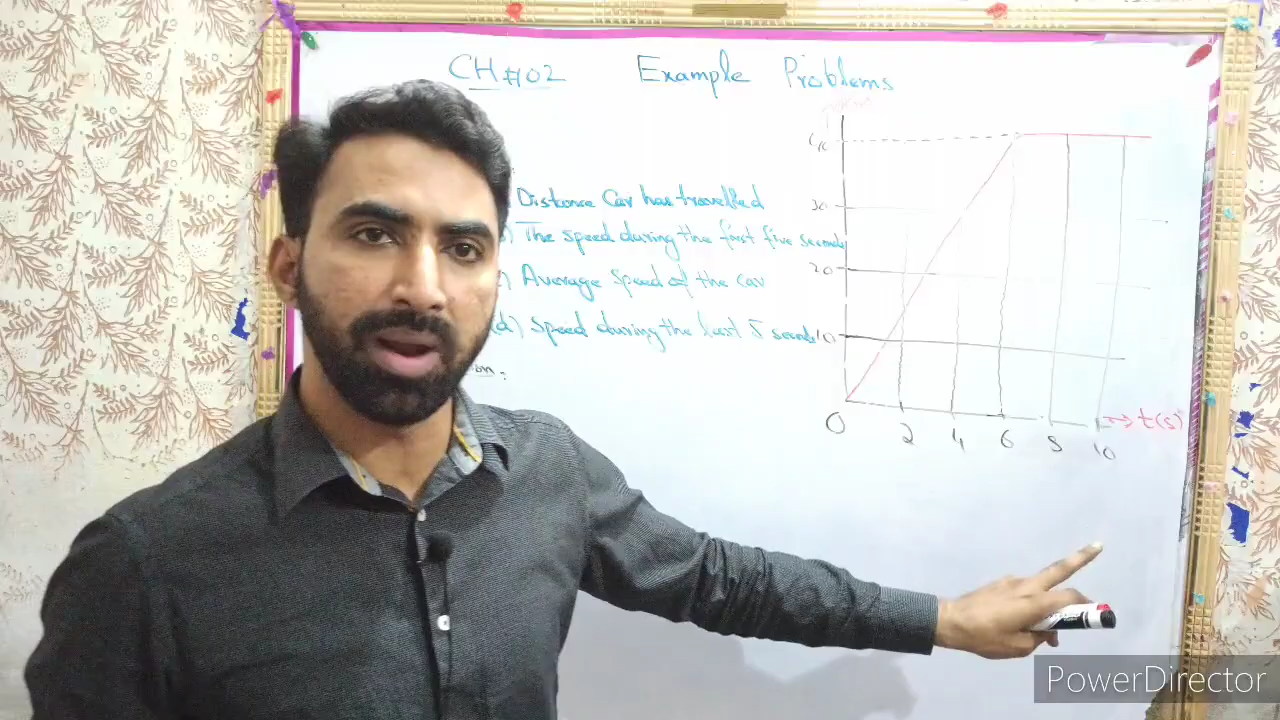 CH#02 Example Problems
Distance Car has travelled
The speed during the first five seconds
Average speed of the car
(d) Speed during the last 5 seconds
30
20
10
0 2 4 6 8 10
t(s)
PowerDirector